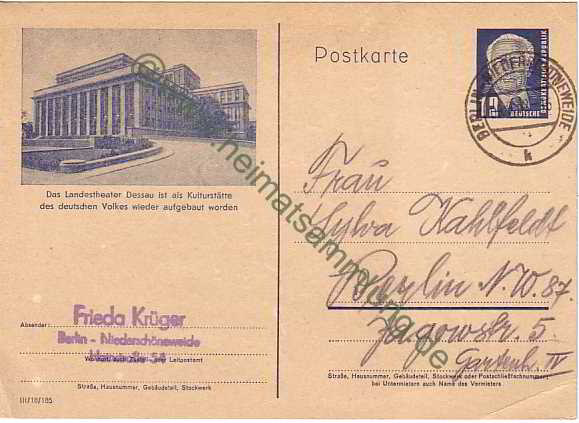 Das Landestheater Dessau ist als Kulturstätte
des deutschen Volkes wieder aufgebaut worden
Absender:
Frieda Krüger
Berlin - Niederschöneweide
Straße, Hausnummer, Gebäudeteil, Stockwerk
III/18/185
Postkarte
DEUTSCHE
BERLIN-NIEDERSCHÖNEWEIDE
k
Frau
Sylva Kahlfeldt
Berlin N.W. 87.
Jagowstr. 5.
Gartenh. IV
Straße, Hausnummer, Gebäudeteil, Stockwerk oder Postschließfachnummer;
bei Untermietern auch Name des Vermieters
heimatsammlung.de